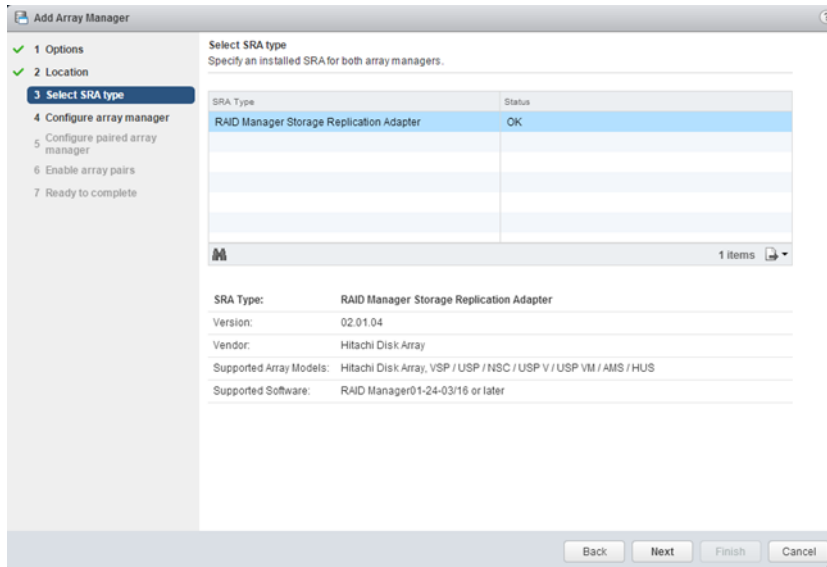 Add Array Manager
1 Options
2 Location
3 Select SRA type
4 Configure array manager
5 Configure paired array
manager
6 Enable array pairs
7 Ready to complete
Select SRA type
Specify an installed SRA for both array managers.
SRA Type Status
RAID Manager Storage Replication Adapter OK
1 items
SRA Type: RAID Manager Storage Replication Adapter
Version: 02.01.04
Vendor: Hitachi Disk Array
Supported Array Models: Hitachi Disk Array, VSP / USP / NSC / USP V / USP VM / AMS / HUS
Supported Software: RAID Manager01-24-03/16 or later
Back Next Finish Cancel